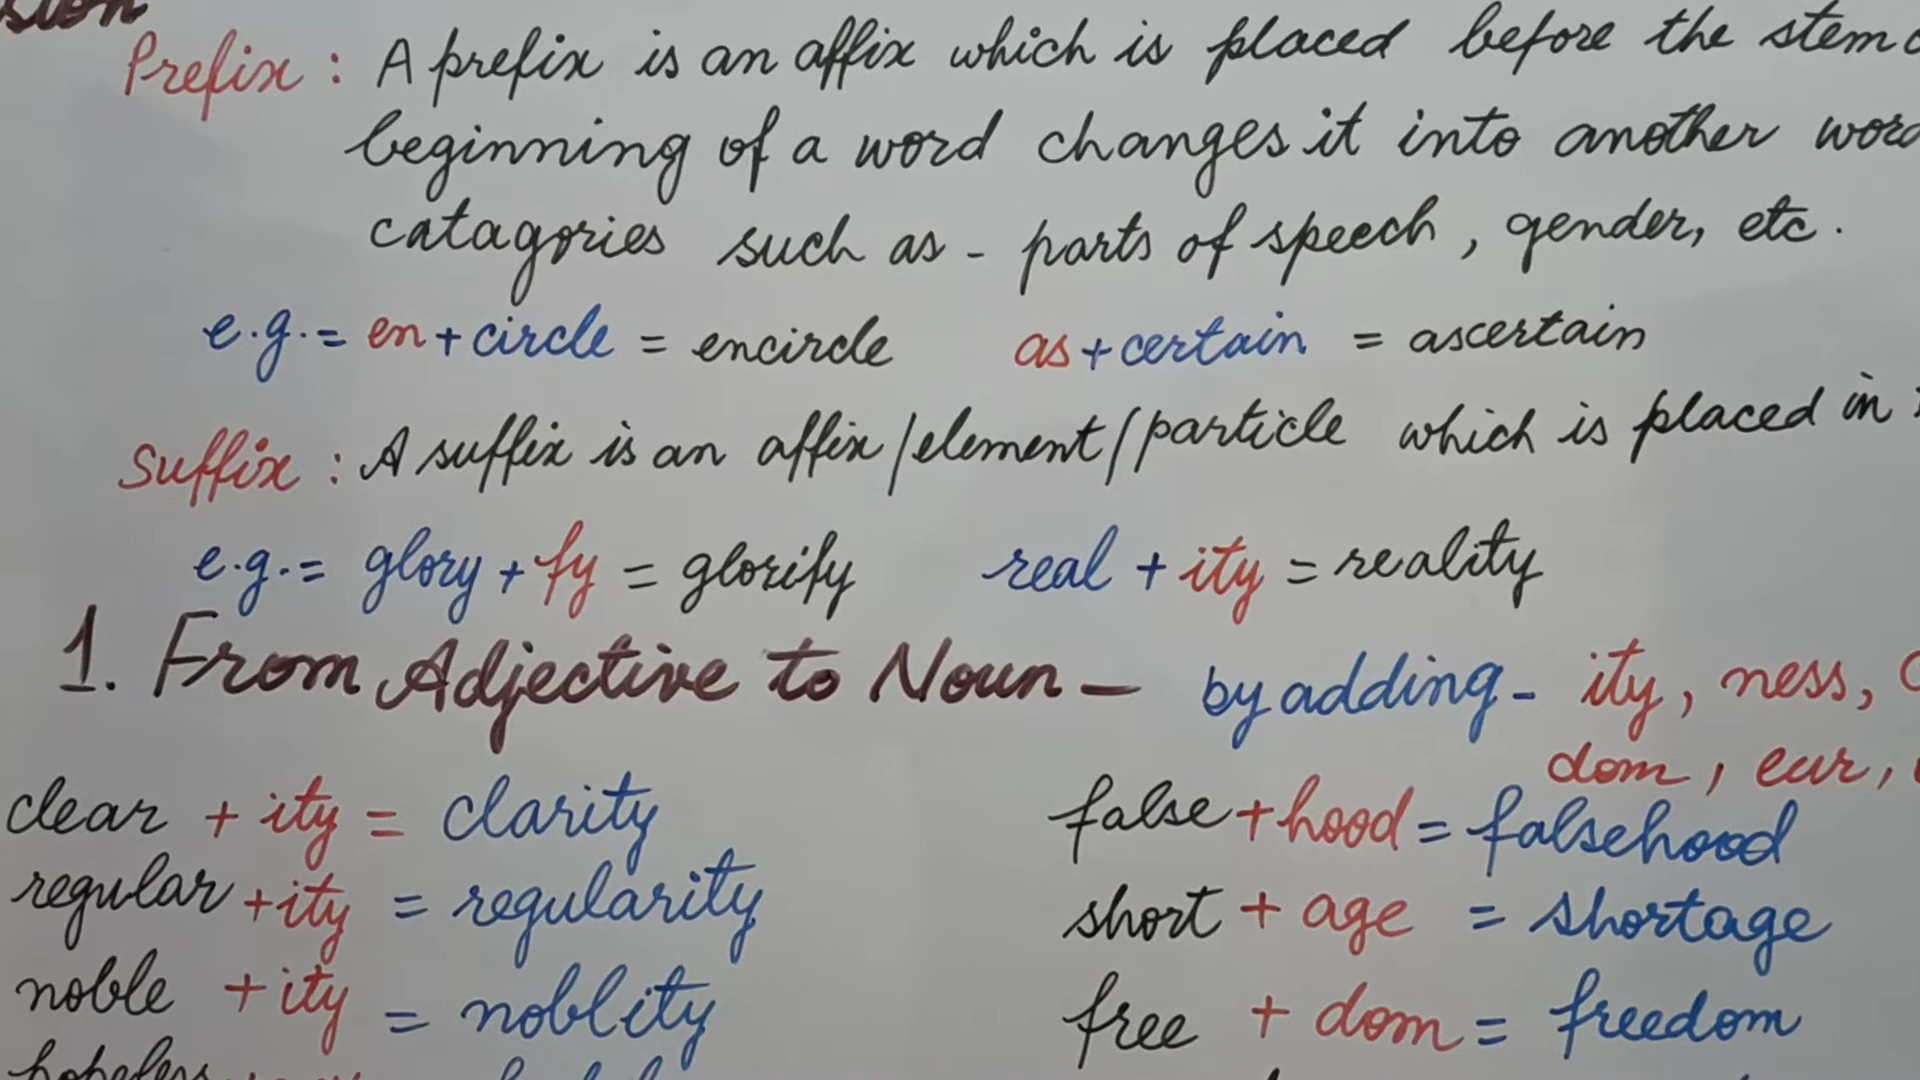 Prefix : A prefix is an affix which is placed before the stem
beginning of a word changes it into another word
catagories such as - parts of speech, gender, etc.
e.g.= en + circle = encircle as + certain = ascertain
Suffix : A suffix is an affix/element/particle which is placed in
e.g.= glory + fy = glorify real + ity = reality
1. From Adjective to Noun - by adding - ity, ness,
dom, eur,
clear + ity = clarity false + hood = falsehood
regular + ity = regularity short + age = shortage
noble + ity = noblity free + dom = freedom
hopeless